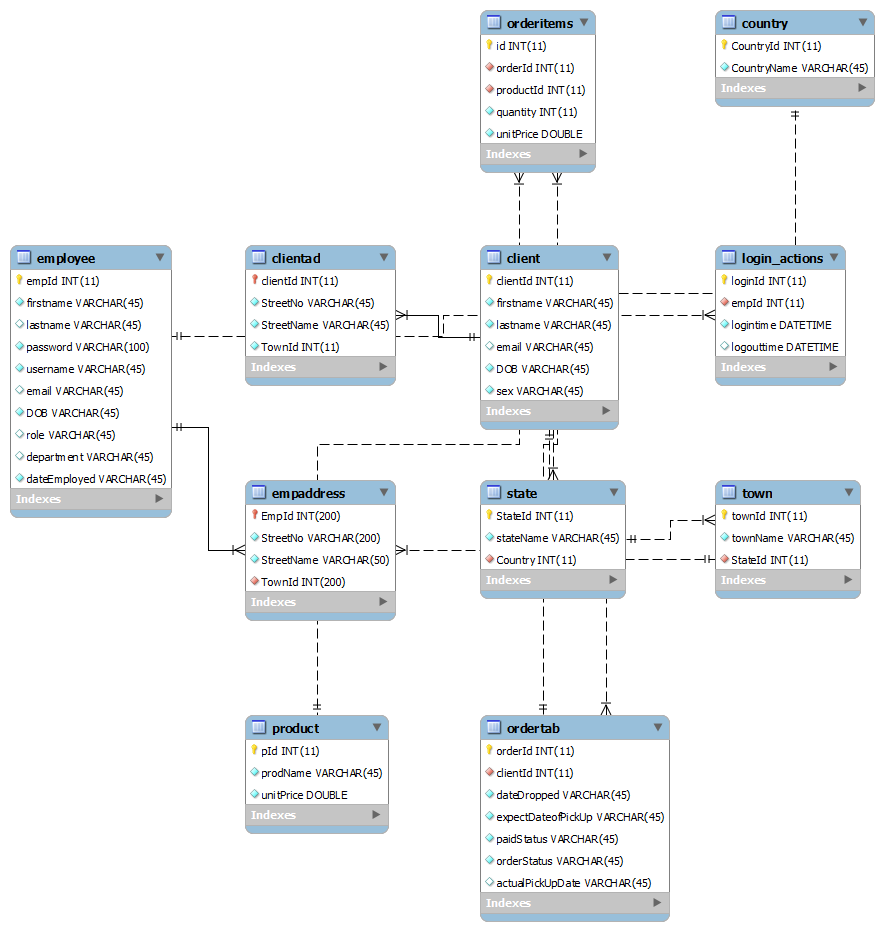 orderitems
id INT(11)
orderId INT(11)
productId INT(11)
quantity INT(11)
unitPrice DOUBLE
Indexes
country
CountryId INT(11)
CountryName VARCHAR(45)
Indexes
employee
empId INT(11)
firstname VARCHAR(45)
lastname VARCHAR(45)
password VARCHAR(100)
username VARCHAR(45)
email VARCHAR(45)
DOB VARCHAR(45)
role VARCHAR(45)
department VARCHAR(45)
dateEmployed VARCHAR(45)
Indexes
clientad
clientId INT(11)
StreetNo VARCHAR(45)
StreetName VARCHAR(45)
TownId INT(11)
Indexes
client
clientId INT(11)
firstname VARCHAR(45)
lastname VARCHAR(45)
email VARCHAR(45)
DOB VARCHAR(45)
sex VARCHAR(45)
Indexes
login_actions
loginId INT(11)
empId INT(11)
logintime DATETIME
logouttime DATETIME
Indexes
empaddress
EmpId INT(200)
StreetNo VARCHAR(200)
StreetName VARCHAR(50)
TownId INT(200)
Indexes
state
StateId INT(11)
stateName VARCHAR(45)
Country INT(11)
Indexes
town
townId INT(11)
townName VARCHAR(45)
StateId INT(11)
Indexes
product
pId INT(11)
prodName VARCHAR(45)
unitPrice DOUBLE
Indexes
ordertab
orderId INT(11)
clientId INT(11)
dateDropped VARCHAR(45)
expectDateofPickUp VARCHAR(45)
paidStatus VARCHAR(45)
orderStatus VARCHAR(45)
actualPickUpDate VARCHAR(45)
Indexes